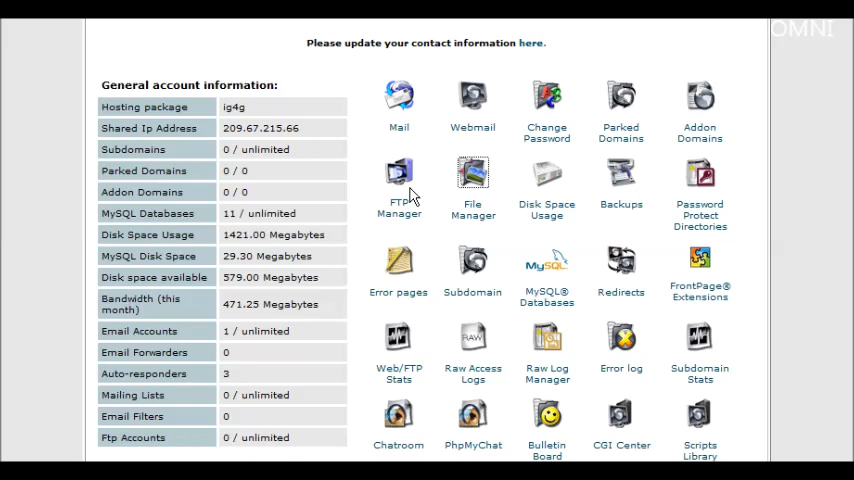 OMNI
Please update your contact information here.
General account information:
Hosting package ig4g
Shared Ip Address 209.67.215.66
Subdomains 0 / unlimited
Parked Domains 0 / 0
Addon Domains 0 / 0
MySQL Databases 11 / unlimited
Disk Space Usage 1421.00 Megabytes
MySQL Disk Space 29.30 Megabytes
Disk space available 579.00 Megabytes
Bandwidth (this
month) 471.25 Megabytes
Email Accounts 1 / unlimited
Email Forwarders 0
Auto-responders 3
Mailing Lists 0 / unlimited
Email Filters 0
Ftp Accounts 0 / unlimited
Mail
Webmail
Change
Password
Parked
Domains
Addon
Domains
FTP
Manager
File
Manager
Disk Space
Usage
Backups
Password
Protect
Directories
Error pages
Subdomain
MySQL
MySQL®
Databases
Redirects
FrontPage®
Extensions
Web/FTP
Stats
RAW
Raw Access
Logs
Raw Log
Manager
Error log
Subdomain
Stats
Chatroom
PhpMyChat
Bulletin
Board
CGI Center
Scripts
Library